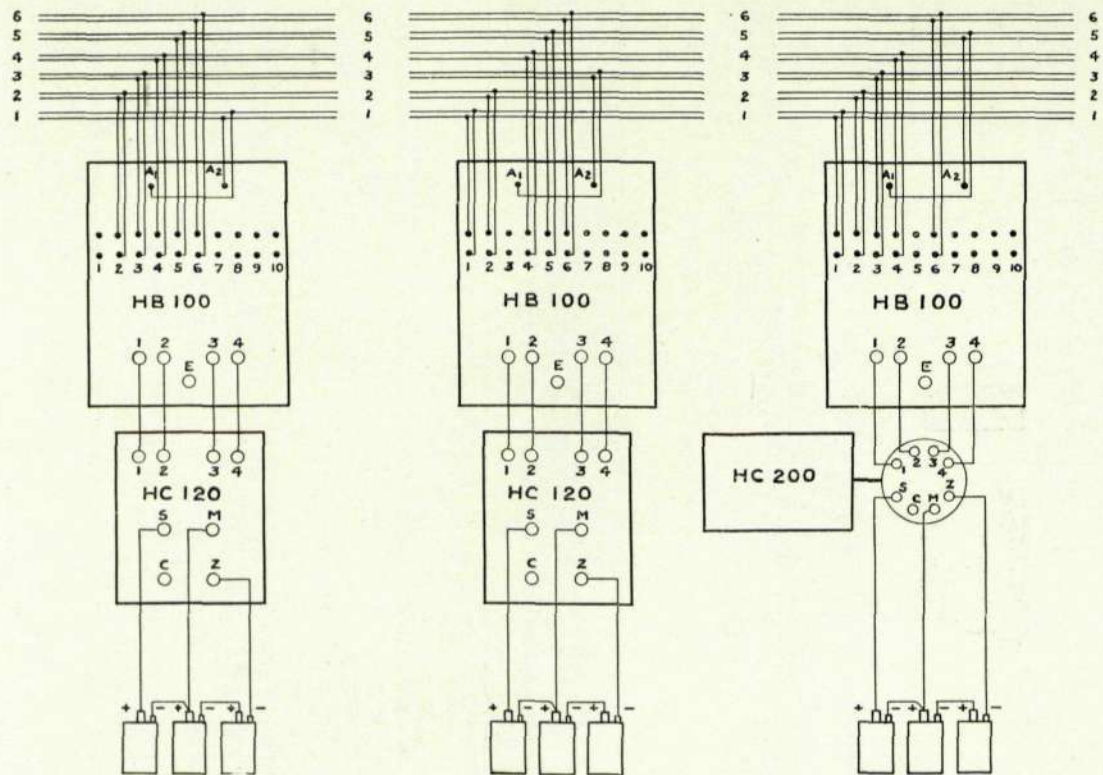 6 6 6 6
5 5 5 5
4 4 4 4
3 3 3 3
2 2 2 2
1 1 1 1
A1 A2
1 2 3 4 5 6 7 8 9 10
HB 100
1 2 3 4
E
1 2 3 4
HC 120
S M
C Z
+ - + - + -
A1 A2
1 2 3 4 5 6 7 8 9 10
HB 100
1 2 3 4
E
1 2 3 4
HC 120
S M
C Z
+ - + - + -
A1 A2
1 2 3 4 5 6 7 8 9 10
HB 100
1 2 3 4
E
HC 200
1 2 3 4
S C M Z
+ - + - + -